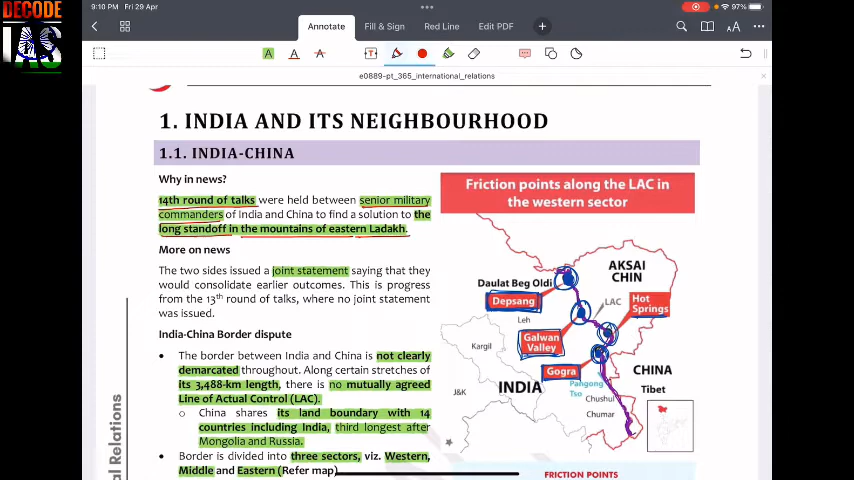 DECODE
IAS
9:10 PM Fri 29 Apr
97%
Annotate
Fill & Sign
Red Line
Edit PDF
e0889-pt_365_international_relations
1. INDIA AND ITS NEIGHBOURHOOD
1.1. INDIA-CHINA
Why in news?
14th round of talks were held between senior military
commanders of India and China to find a solution to the
long standoff in the mountains of eastern Ladakh.
More on news
The two sides issued a joint statement saying that they
would consolidate earlier outcomes. This is progress
from the 13th round of talks, where no joint statement
was issued.
India-China Border dispute
• The border between India and China is not clearly
demarcated throughout. Along certain stretches of
its 3,488-km length, there is no mutually agreed
Line of Actual Control (LAC).
o China shares its land boundary with 14
countries including India, third longest after
Mongolia and Russia.
• Border is divided into three sectors, viz. Western,
Middle and Eastern (Refer map)
Friction points along the LAC in
the western sector
AKSAI
CHIN
Daulat Beg Oldi
Depsang
LAC
Hot
Springs
Leh
Galwan
Valley
Kargil
Gogra
CHINA
Pangong
Tso
INDIA
Tibet
J&K
Chushul
Chumar
FRICTION POINTS
al Relations